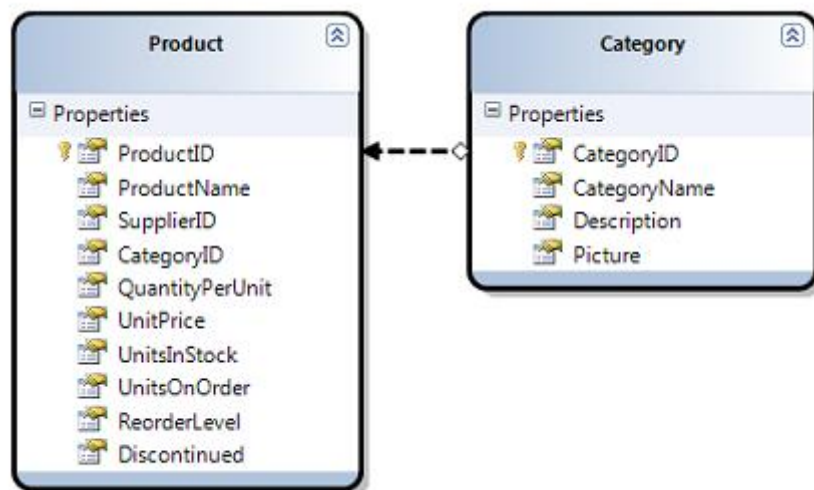 Product
Properties
ProductID
ProductName
SupplierID
CategoryID
QuantityPerUnit
UnitPrice
UnitsInStock
UnitsOnOrder
ReorderLevel
Discontinued
Category
Properties
CategoryID
CategoryName
Description
Picture